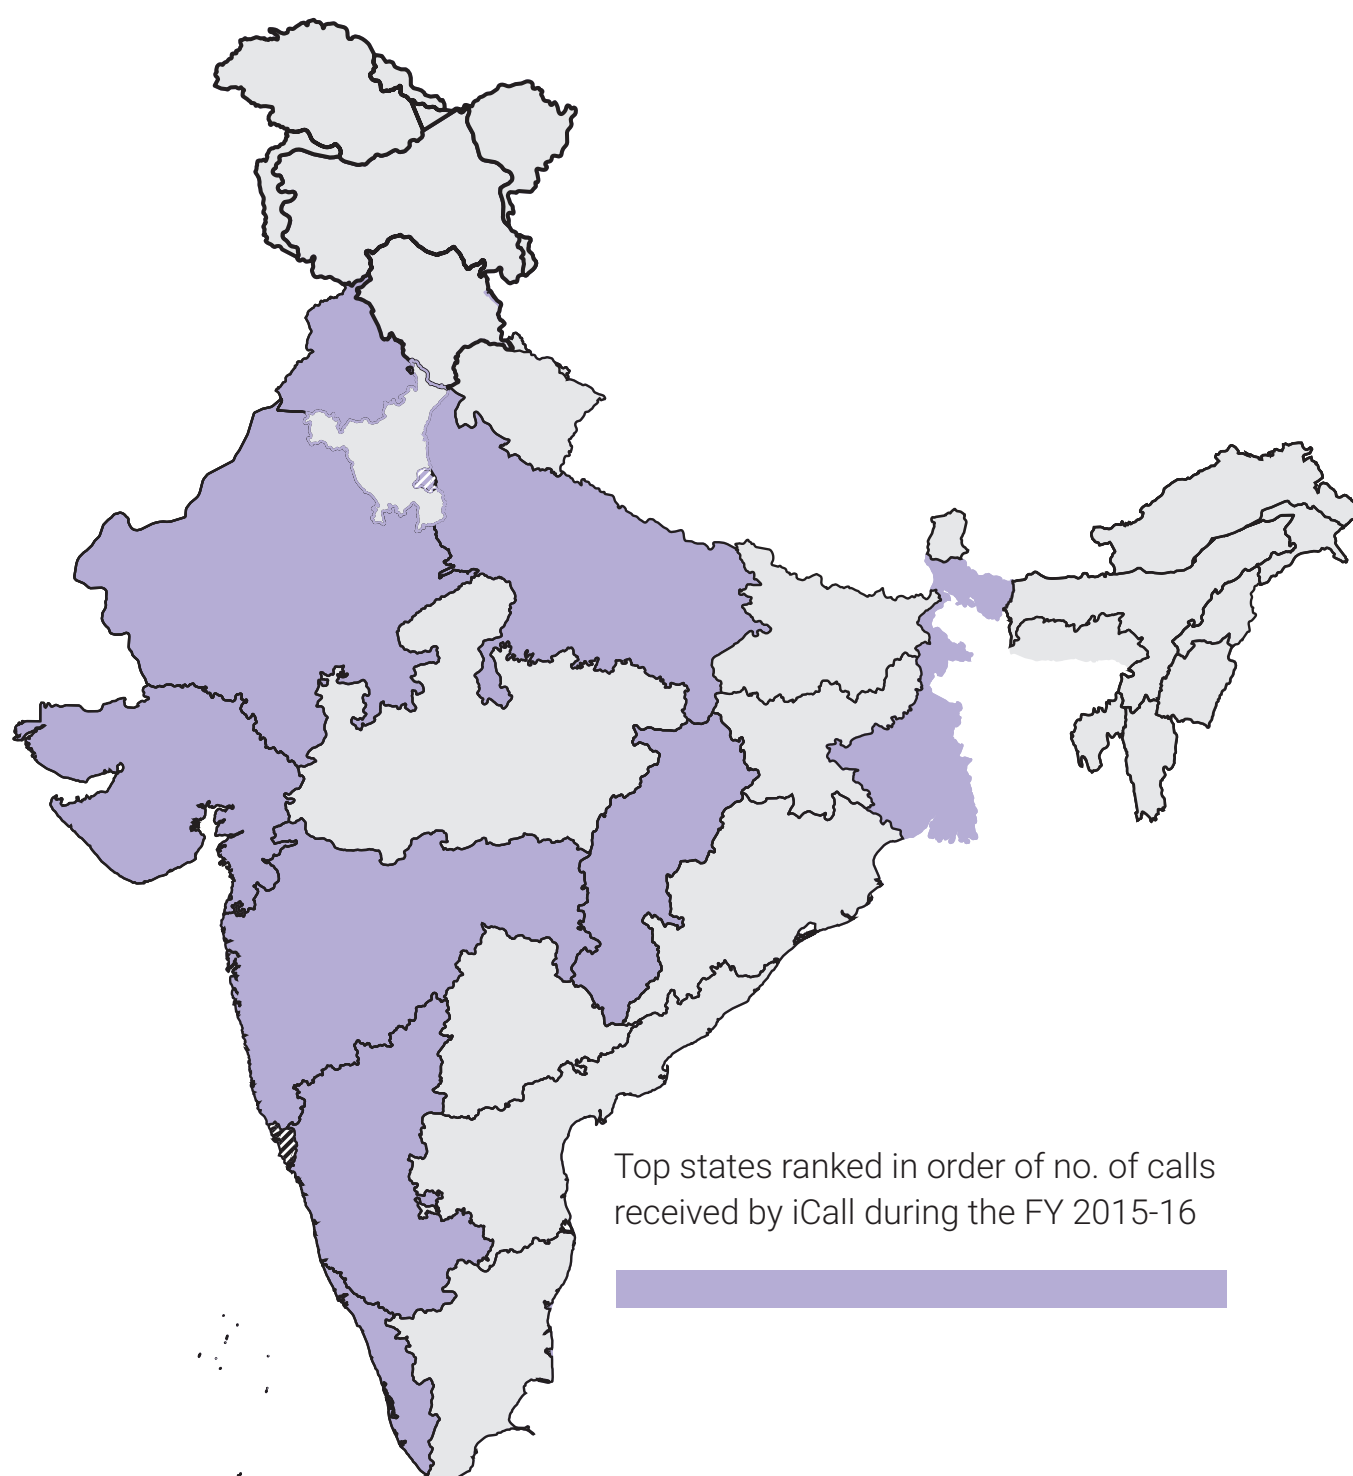 Top states ranked in order of no. of calls
received by iCall during the FY 2015-16